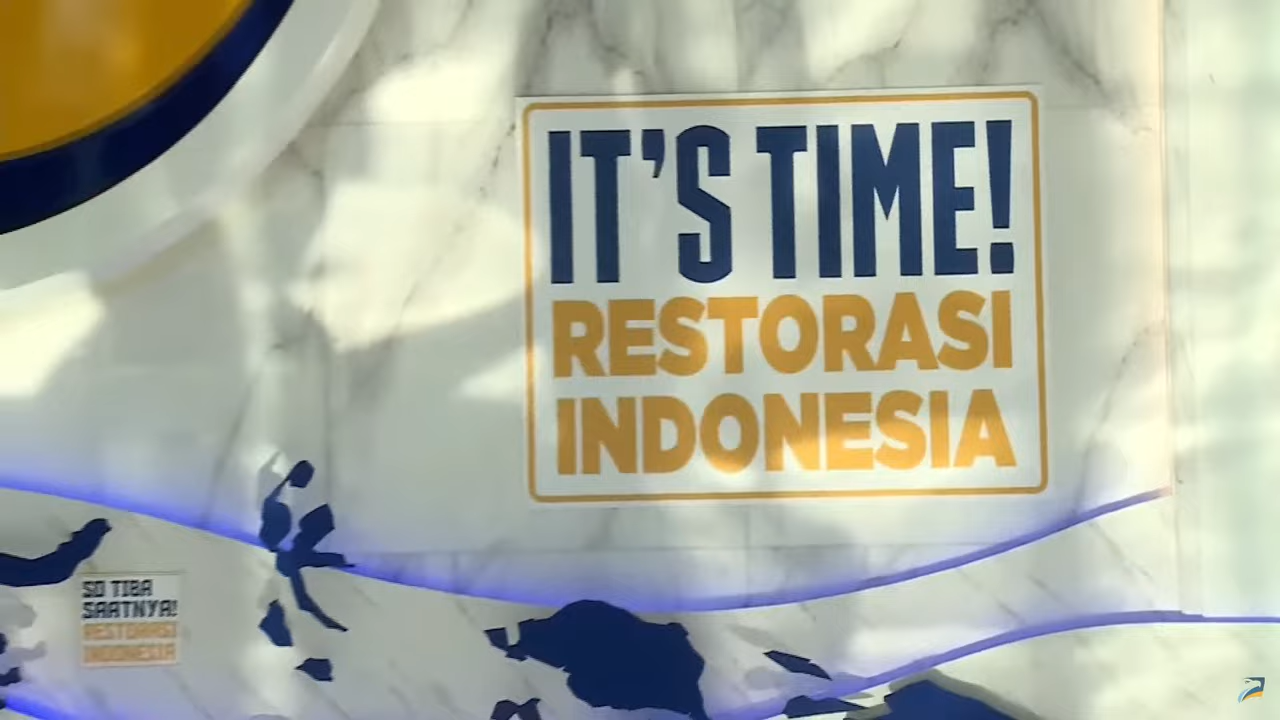 IT'S TIME!
RESTORASI
INDONESIA
SO TIBA
SAATNYA!
RESTORASI
INDONESIA